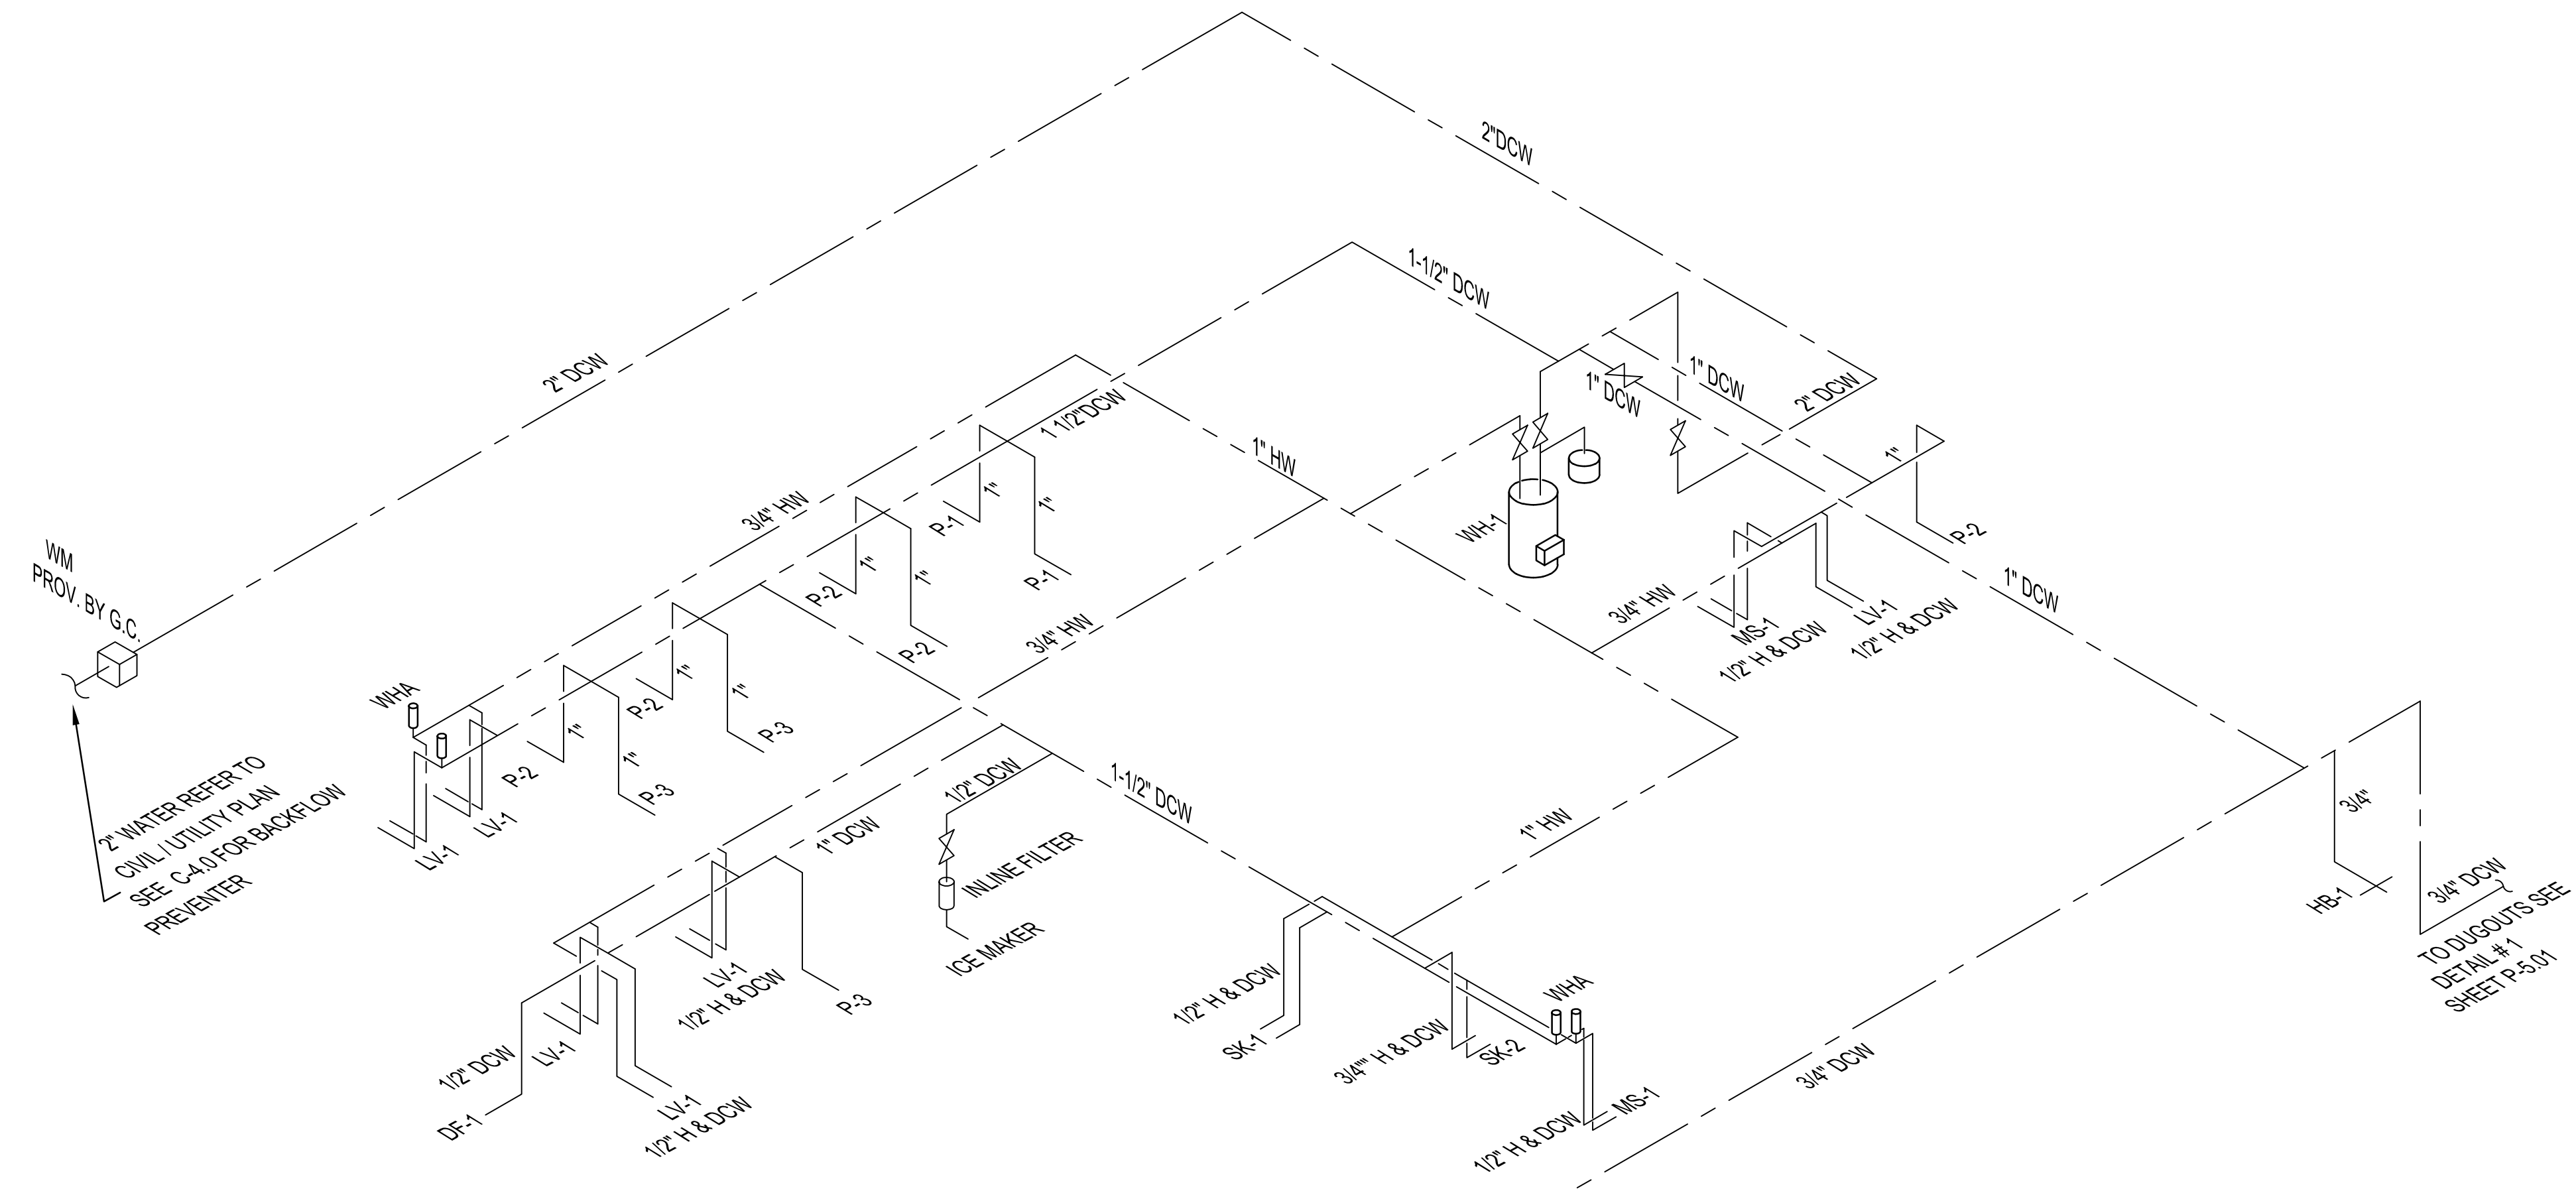 2"DCW
1-1/2" DCW
2" DCW
1" DCW
1" DCW
2" DCW
1 1/2"DCW
1" HW
1"
3/4" HW
P-1
1"
1"
P-1
WH-1
P-2
1" DCW
WM
PROV. BY G.C.
P-2
1"
1"
P-2
3/4" HW
3/4" HW
MS-1
1/2" H & DCW
LV-1
1/2" H & DCW
WHA
P-2
1"
1"
P-3
P-2
1"
1"
P-3
LV-1
LV-1
2" WATER REFER TO
CIVIL / UTILITY PLAN
SEE C-4.0 FOR BACKFLOW
PREVENTER
1/2" DCW
1-1/2" DCW
1" DCW
1" HW
3/4"
HB-1
3/4" DCW
TO DUGOUTS SEE
DETAIL # 1
SHEET P-5.01
INLINE FILTER
ICE MAKER
LV-1
1/2" H & DCW
P-3
1/2" H & DCW
SK-1
WHA
3/4"" H & DCW
SK-2
1/2" DCW
DF-1
LV-1
LV-1
1/2" H & DCW
MS-1
1/2" H & DCW
3/4" DCW